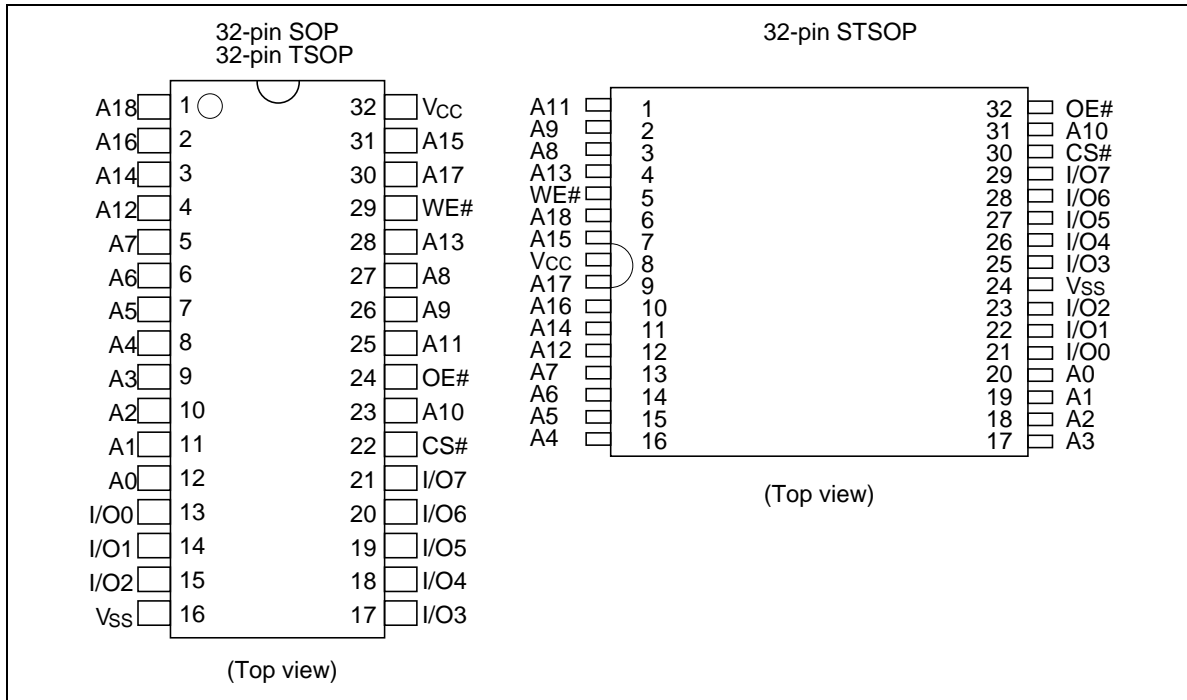 32-pin SOP
32-pin TSOP
A18 1 32 VCC
A16 2 31 A15
A14 3 30 A17
A12 4 29 WE#
A7 5 28 A13
A6 6 27 A8
A5 7 26 A9
A4 8 25 A11
A3 9 24 OE#
A2 10 23 A10
A1 11 22 CS#
A0 12 21 I/O7
I/O0 13 20 I/O6
I/O1 14 19 I/O5
I/O2 15 18 I/O4
VSS 16 17 I/O3
(Top view)
32-pin STSOP
A11 1 32 OE#
A9 2 31 A10
A8 3 30 CS#
A13 4 29 I/O7
WE# 5 28 I/O6
A18 6 27 I/O5
A15 7 26 I/O4
VCC 8 25 I/O3
A17 9 24 VSS
A16 10 23 I/O2
A14 11 22 I/O1
A12 12 21 I/O0
A7 13 20 A0
A6 14 19 A1
A5 15 18 A2
A4 16 17 A3
(Top view)